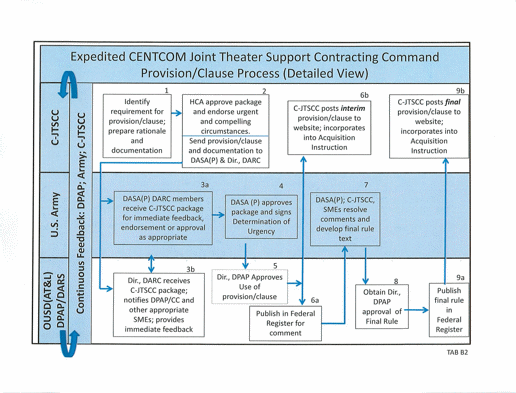 Expedited CENTCOM Joint Theater Support Contracting Command
Provision/Clause Process (Detailed View)
C-JTSCC
U.S. Army
OUSD(AT&L)
DPAP/DARS
Continuous Feedback: DPAP; Army; C-JTSCC
1
Identify
requirement for
provision/clause;
prepare rationale
and
documentation
2
HCA approve package
and endorse urgent
and compelling
circumstances.
Send provision/clause
and documentation to
DASA(P) & Dir., DARC
6b
C-JTSCC posts interim
provision/clause to
website; incorporates
into Acquisition
Instruction
9b
C-JTSCC posts final
provision/clause to
website;
incorporates into
Acquisition
Instruction
3a
DASA(P) DARC members
receive C-JTSCC package
for immediate feedback,
endorsement or approval
as appropriate
4
DASA (P) approves
package and signs
Determination of
Urgency
7
DASA(P); C-JTSCC,
SMEs resolve
comments and
develop final rule
text
3b
Dir., DARC receives
C-JTSCC package;
notifies DPAP/CC and
other appropriate
SMEs; provides
immediate feedback
5
Dir., DPAP Approves
Use of
provision/clause
6a
Publish in Federal
Register for
comment
8
Obtain Dir.,
DPAP
approval of
Final Rule
9a
Publish
final rule
in
Federal
Register
TAB B2